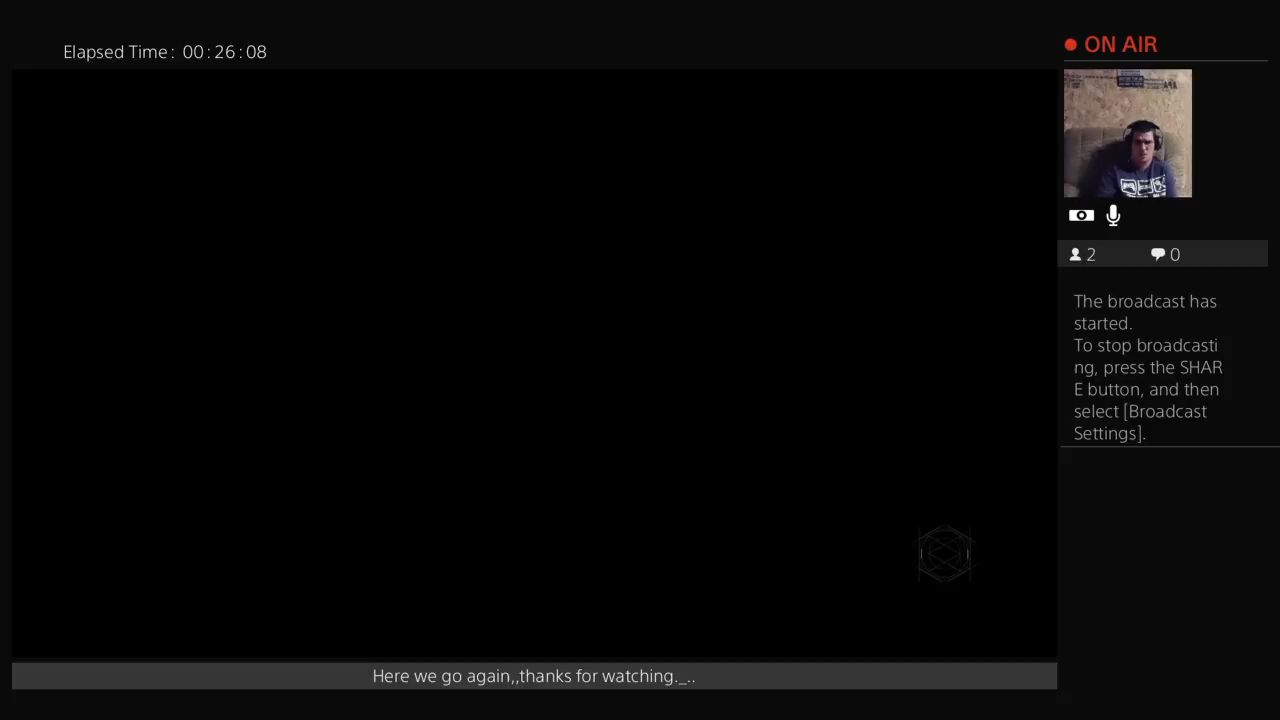 Elapsed Time: 00:26:08
ON AIR
2 0
The broadcast has
started.
To stop broadcasti
ng, press the SHAR
E button, and then
select [Broadcast
Settings].
Here we go again,,thanks for watching._..